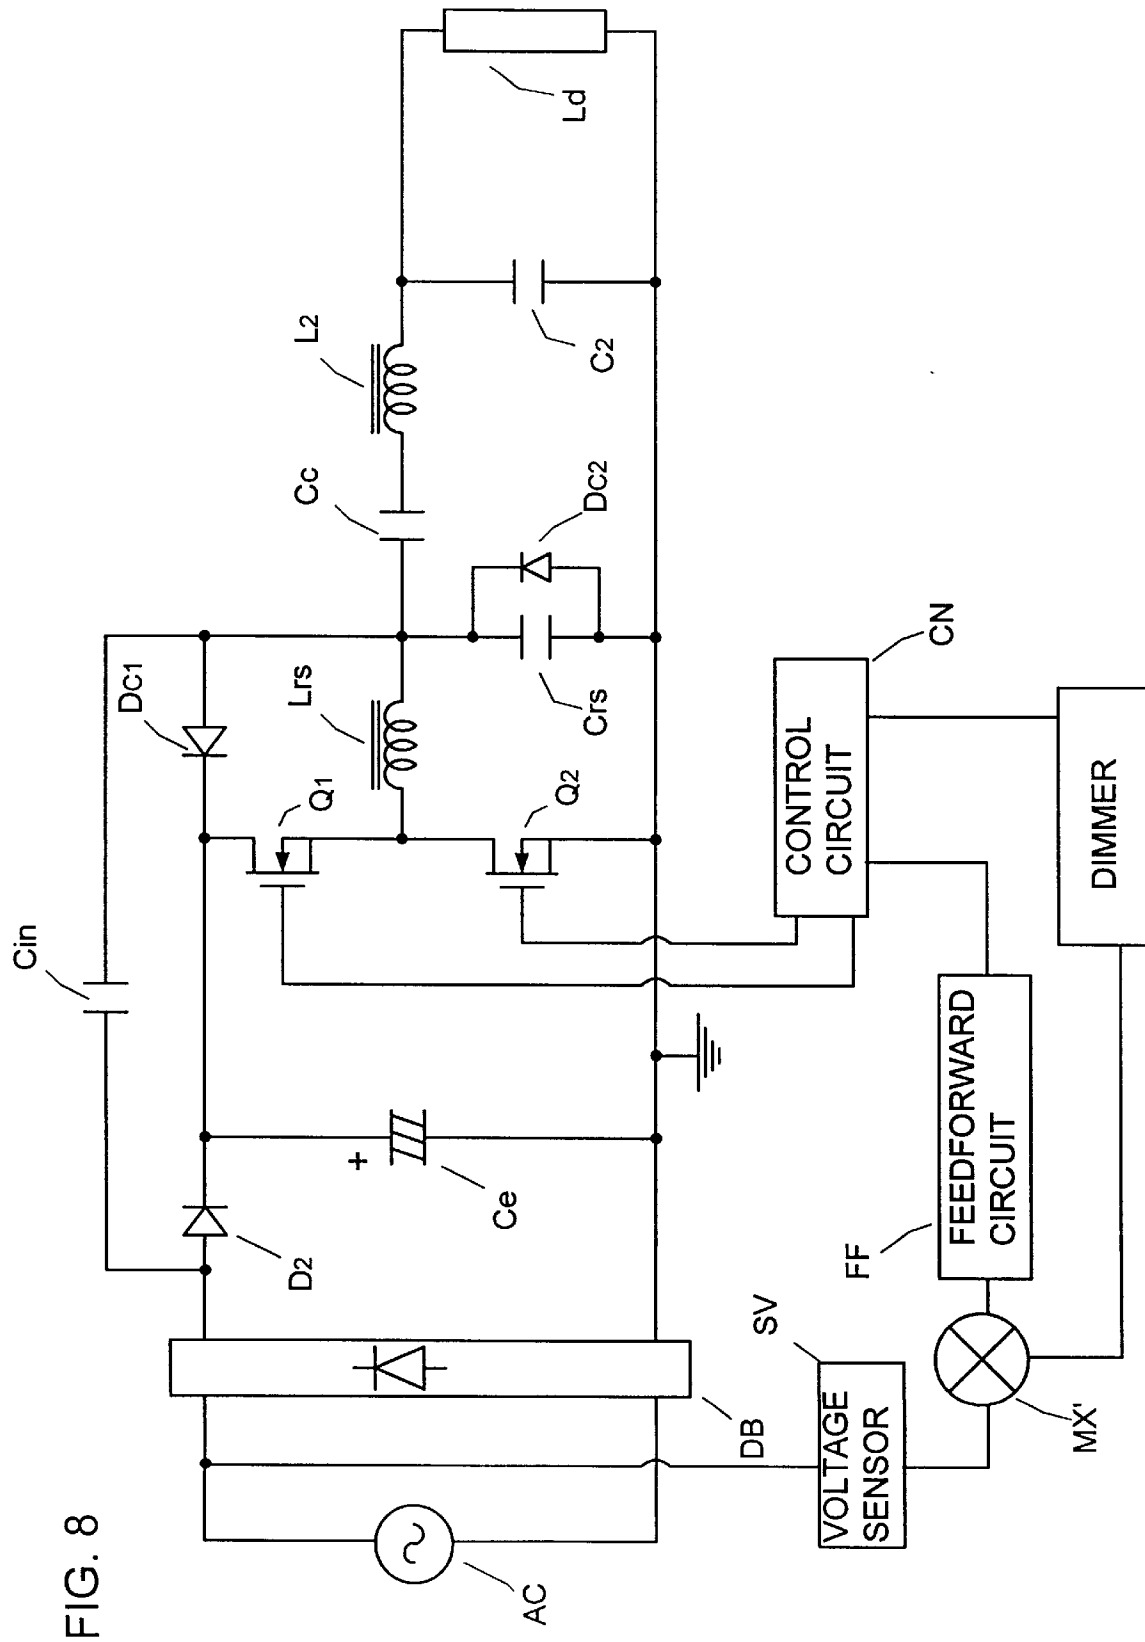 FIG. 8
Cin
Dc1
Lrs
Cc
L2
Q1
Q2
Dc2
D2
Ce
+
Crs
C2
Ld
AC
DB
SV
VOLTAGE
SENSOR
FF
FEEDFORWARD
CIRCUIT
MX'
CONTROL
CIRCUIT
CN
DIMMER